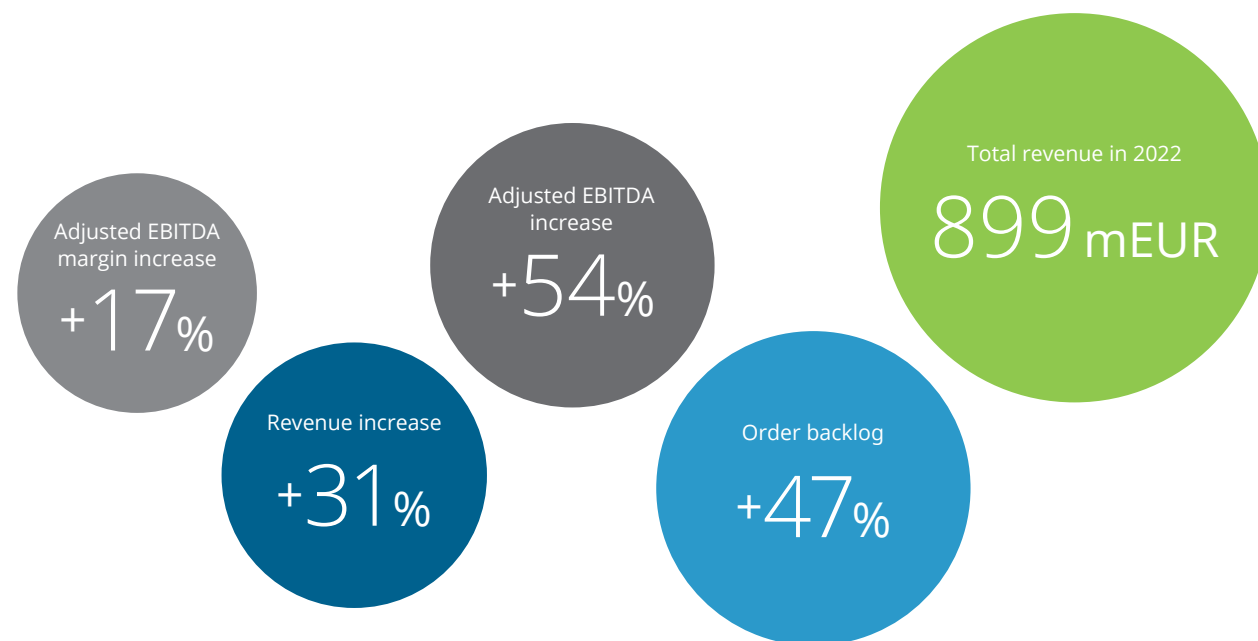 Adjusted EBITDA
margin increase
+17%
Revenue increase
+31%
Adjusted EBITDA
increase
+54%
Order backlog
+47%
Total revenue in 2022
899 mEUR